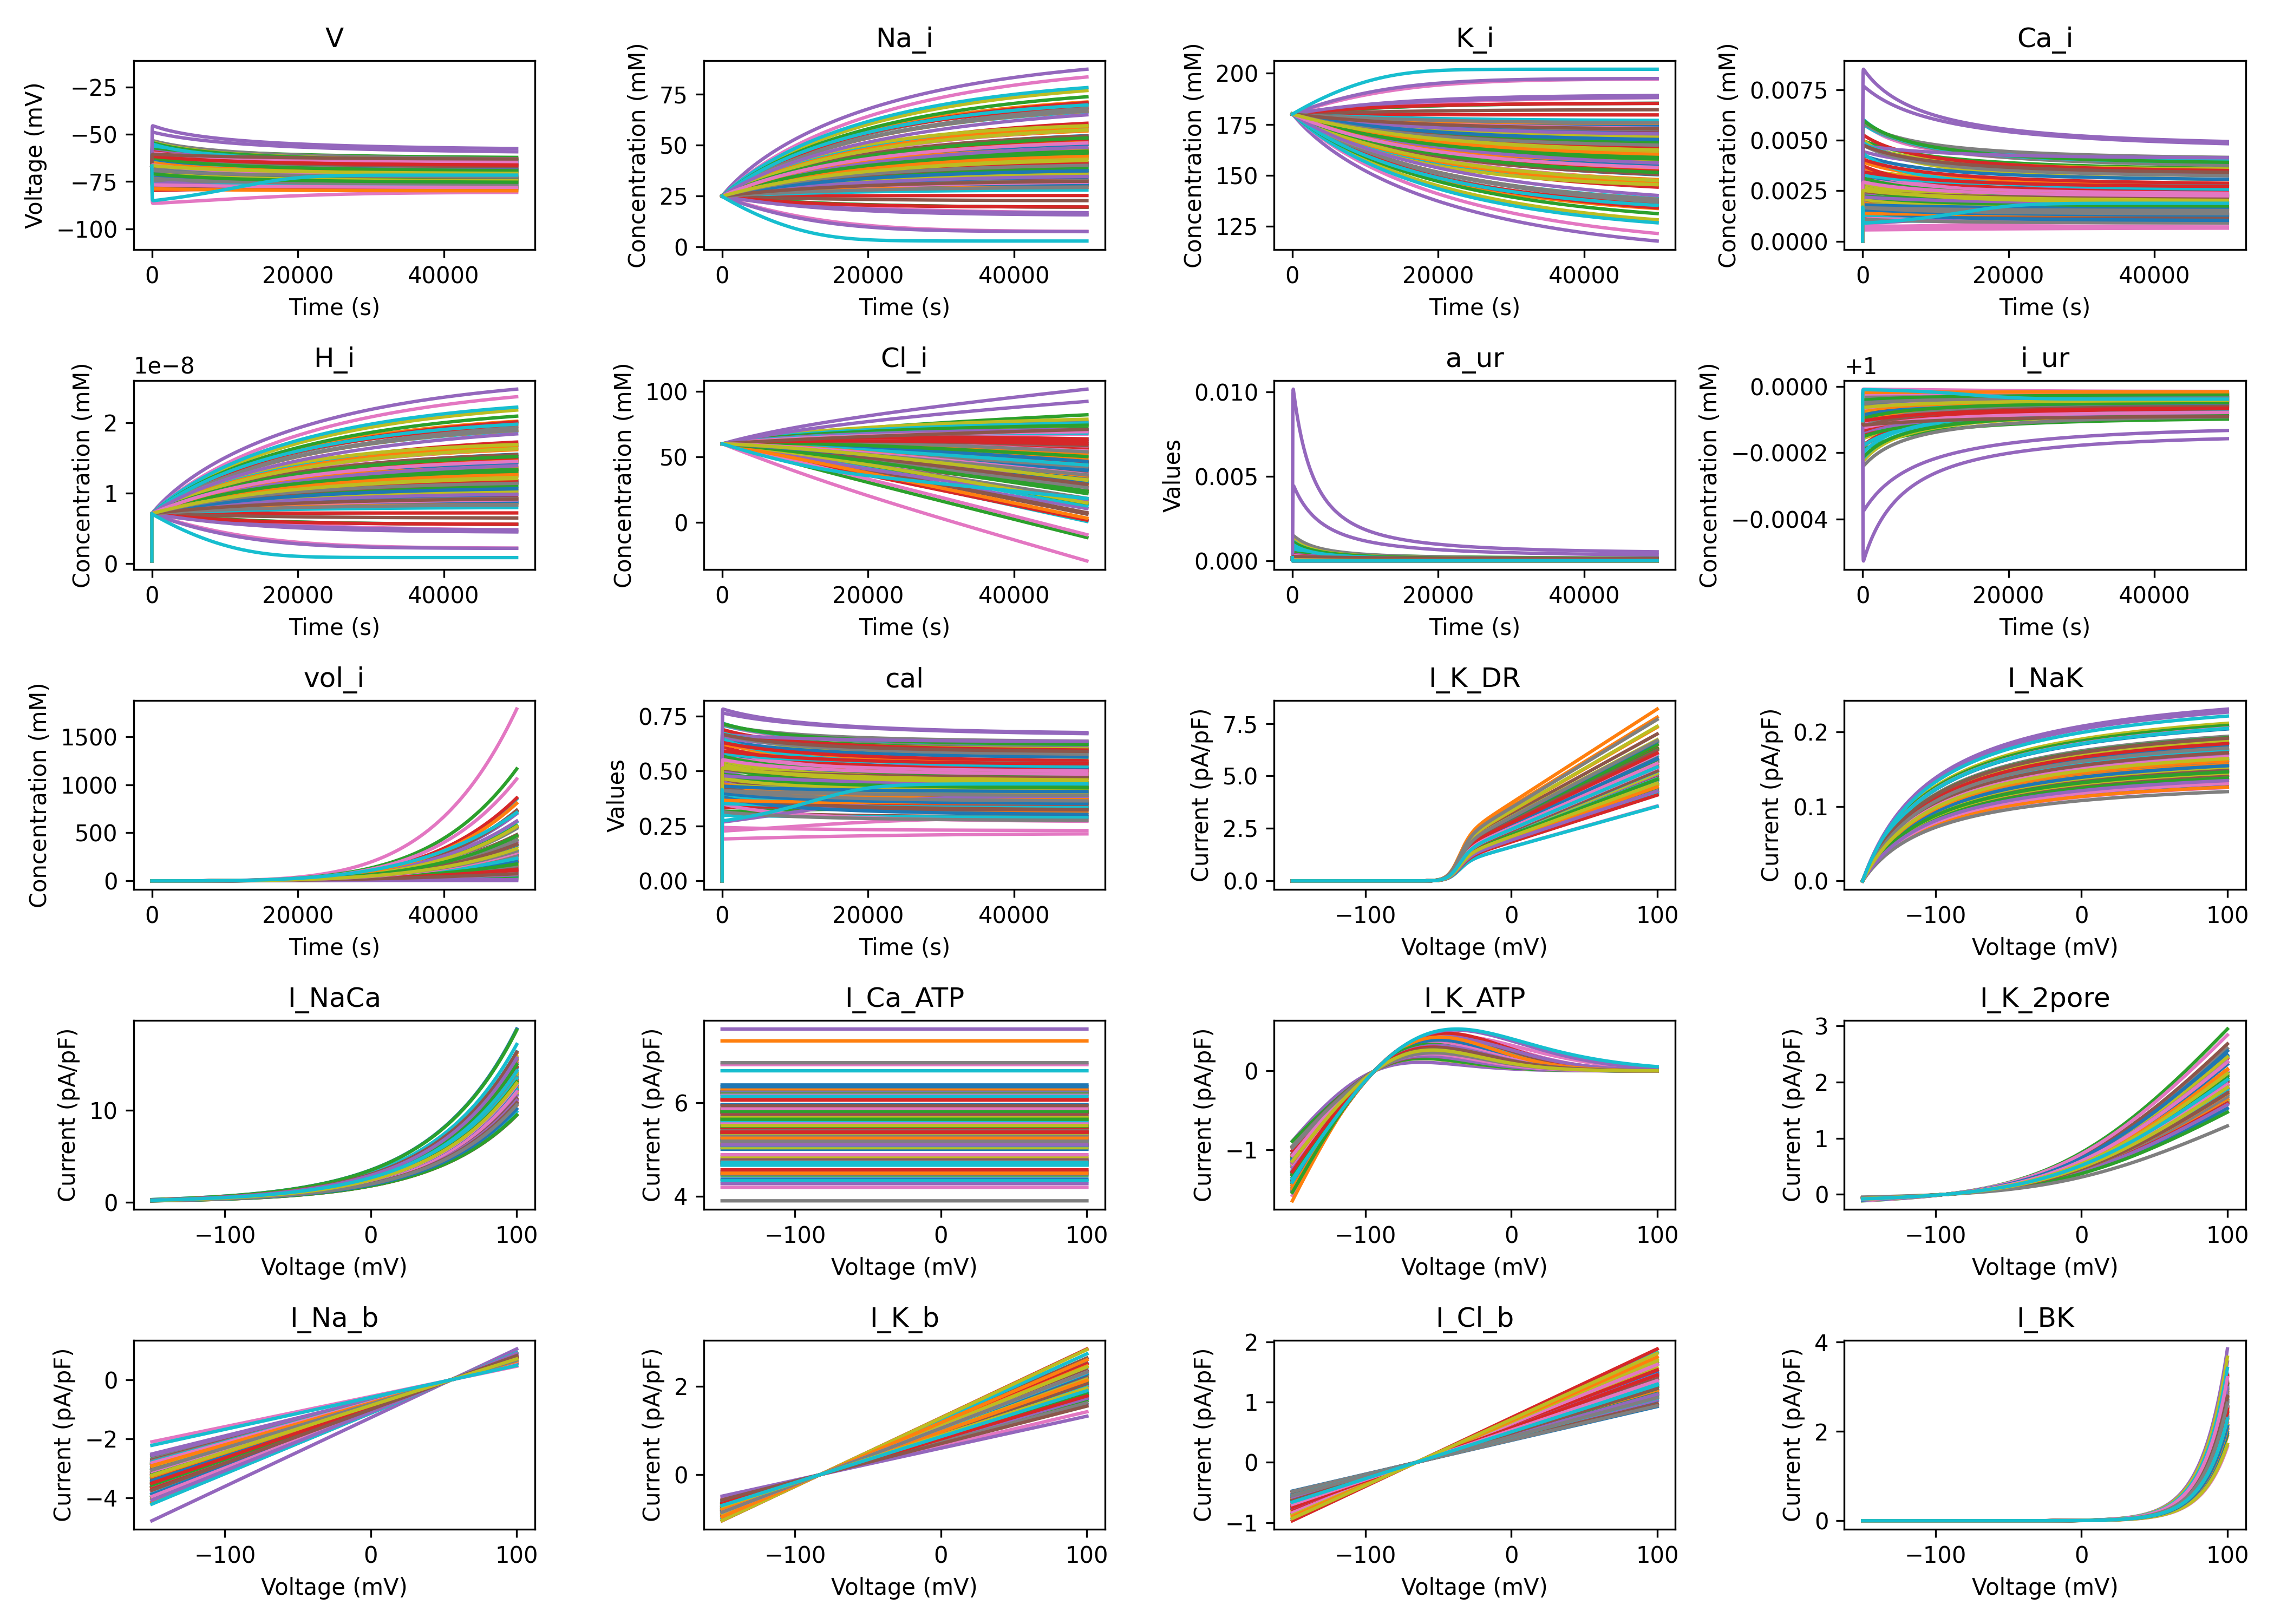 V Na_i K_i Ca_i
Voltage (mV) −25 −50 −75 −100
Concentration (mM) 75 50 25 0
Concentration (mM) 200 175 150 125
Concentration (mM) 0.0075 0.0050 0.0025 0.0000
0 20000 40000 0 20000 40000 0 20000 40000 0 20000 40000
Time (s) Time (s) Time (s) Time (s)
H_i Cl_i a_ur i_ur
1e−8 +1
Concentration (mM) 2 1 0
Concentration (mM) 100 50 0
Values 0.010 0.005 0.000
Concentration (mM) 0.0000 −0.0002 −0.0004
0 20000 40000 0 20000 40000 0 20000 40000 0 20000 40000
Time (s) Time (s) Time (s) Time (s)
vol_i cal I_K_DR I_NaK
Concentration (mM) 1500 1000 500 0
Values 0.75 0.50 0.25 0.00
Current (pA/pF) 7.5 5.0 2.5 0.0
Current (pA/pF) 0.2 0.1 0.0
0 20000 40000 0 20000 40000 −100 0 100 −100 0 100
Time (s) Time (s) Voltage (mV) Voltage (mV)
I_NaCa I_Ca_ATP I_K_ATP I_K_2pore
Current (pA/pF) 10 0
Current (pA/pF) 6 4
Current (pA/pF) 0 −1
Current (pA/pF) 3 2 1 0
−100 0 100 −100 0 100 −100 0 100 −100 0 100
Voltage (mV) Voltage (mV) Voltage (mV) Voltage (mV)
I_Na_b I_K_b I_Cl_b I_BK
Current (pA/pF) 0 −2 −4
Current (pA/pF) 2 0
Current (pA/pF) 2 1 0 −1
Current (pA/pF) 4 2 0
−100 0 100 −100 0 100 −100 0 100 −100 0 100
Voltage (mV) Voltage (mV) Voltage (mV) Voltage (mV)